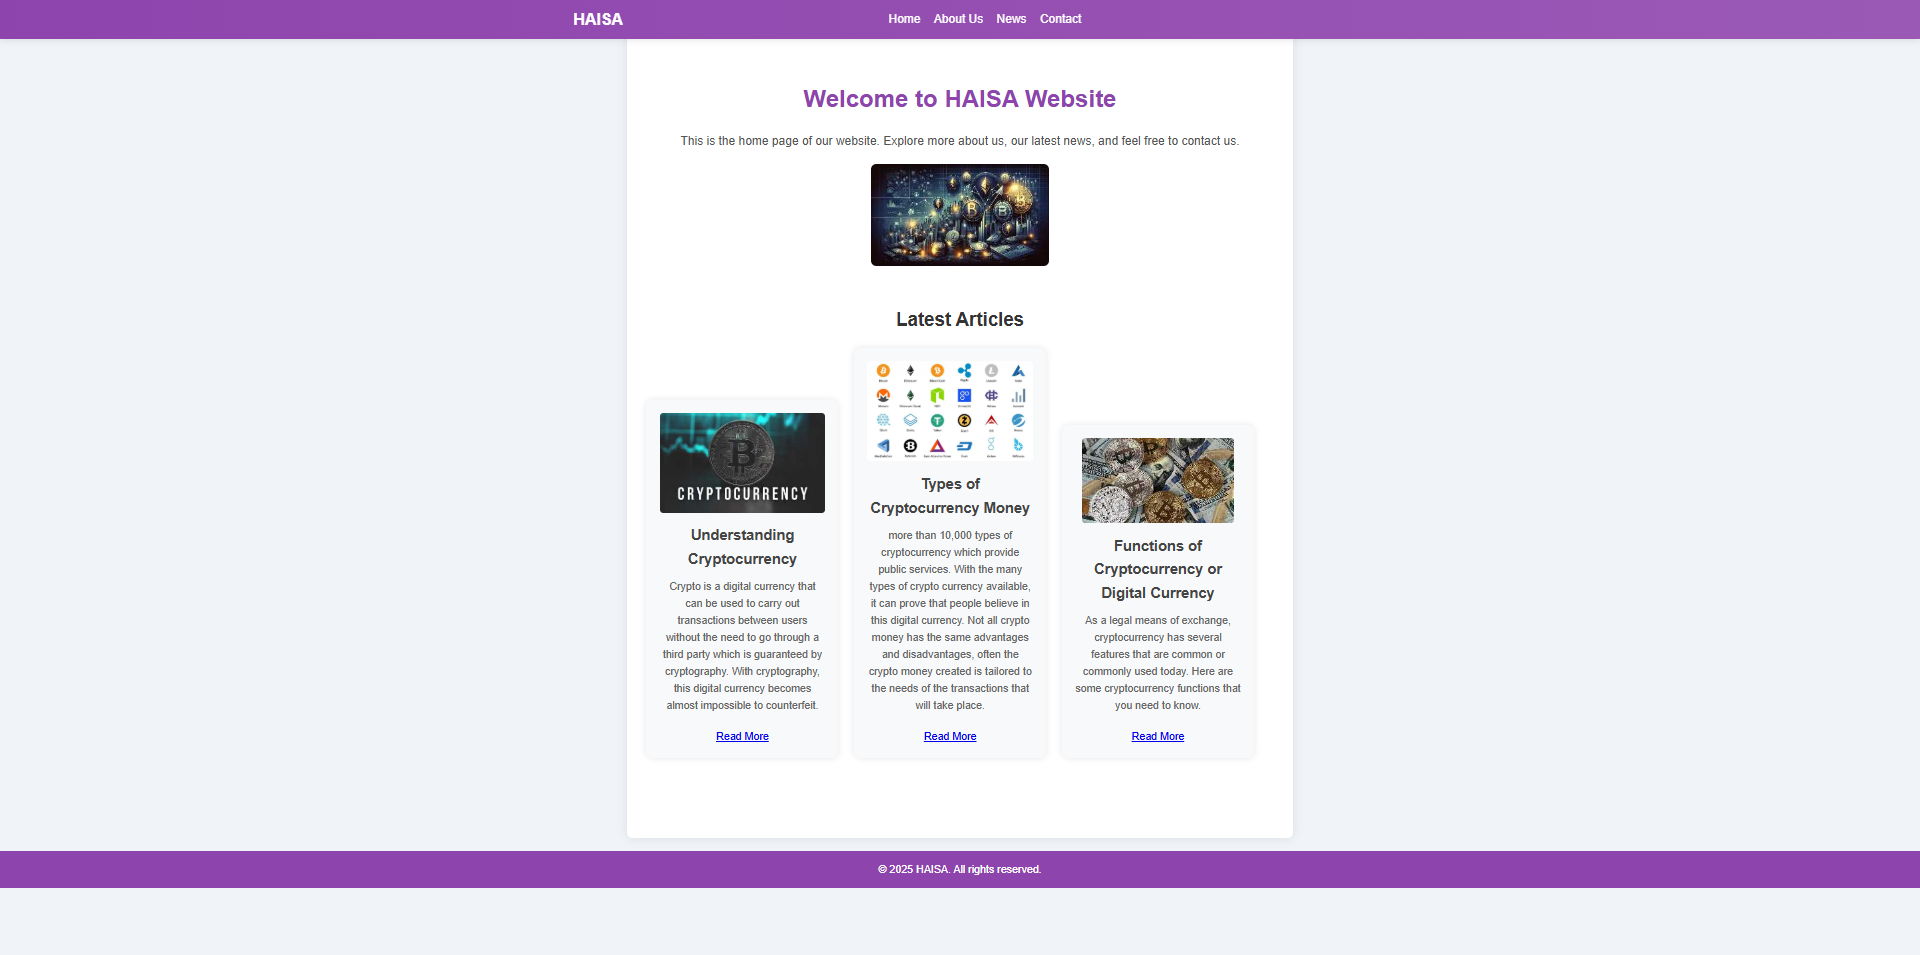 HAISA
Home About Us News Contact
Welcome to HAISA Website
This is the home page of our website. Explore more about us, our latest news, and feel free to contact us.
Latest Articles
CRYPTOCURRENCY
Understanding
Cryptocurrency
Crypto is a digital currency that
can be used to carry out
transactions between users
without the need to go through a
third party which is guaranteed by
cryptography. With cryptography,
this digital currency becomes
almost impossible to counterfeit.
Read More
Types of
Cryptocurrency Money
more than 10,000 types of
cryptocurrency which provide
public services. With the many
types of crypto currency available,
it can prove that people believe in
this digital currency. Not all crypto
money has the same advantages
and disadvantages, often the
crypto money created is tailored to
the needs of the transactions that
will take place.
Read More
Functions of
Cryptocurrency or
Digital Currency
As a legal means of exchange,
cryptocurrency has several
features that are common or
commonly used today. Here are
some cryptocurrency functions that
you need to know.
Read More
© 2025 HAISA. All rights reserved.